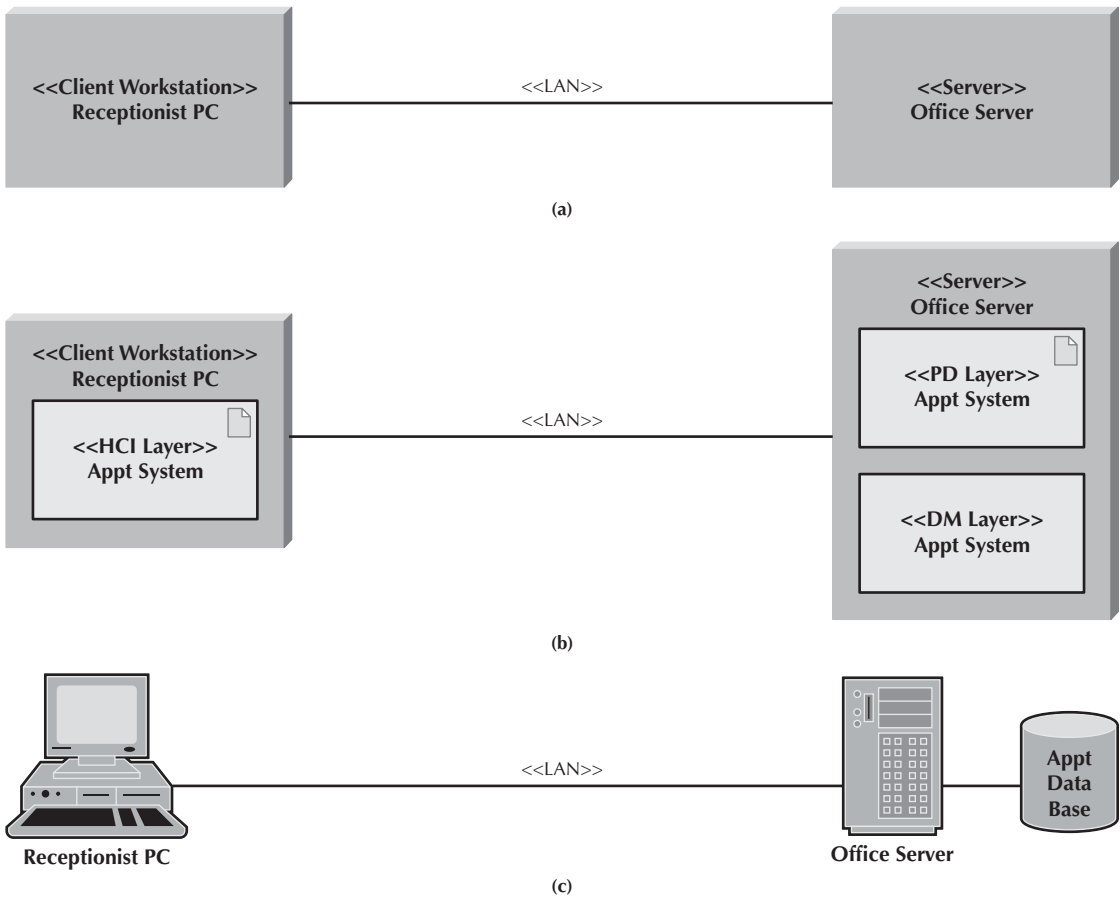 <<Client Workstation>>
Receptionist PC
<<LAN>>
<<Server>>
Office Server
(a)
<<Client Workstation>>
Receptionist PC
<<HCI Layer>>
Appt System
<<LAN>>
<<Server>>
Office Server
<<PD Layer>>
Appt System
<<DM Layer>>
Appt System
(b)
<<LAN>>
Appt
Data
Base
Receptionist PC
Office Server
(c)